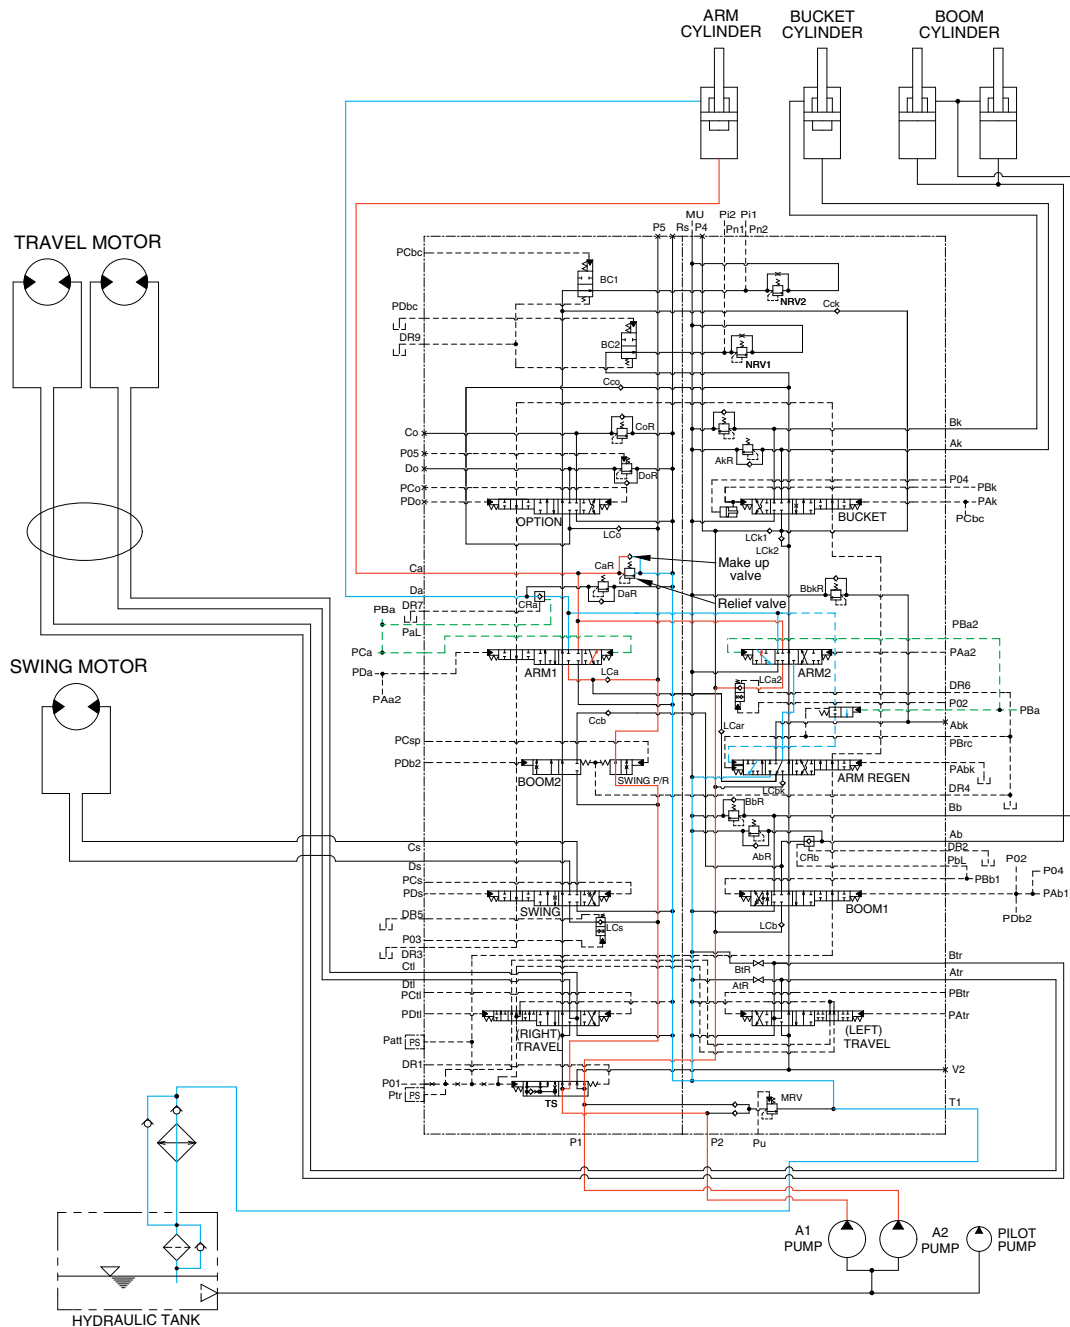 ARM
CYLINDER
BUCKET
CYLINDER
BOOM
CYLINDER
TRAVEL MOTOR
SWING MOTOR
MU
Pi2
Pi1
P5
Rs
P4
Pn1
Pn2
PCbc
BC1
NRV2
Cck
PDbc
DR9
BC2
NRV1
Cco
Co
CoR
Bk
P05
AkR
Ak
Do
DoR
P04
PCo
PBk
PDo
PAk
OPTION
BUCKET
PCbc
LCo
LCk1
LCk2
Ca
CaR
Make up
valve
Da
DaR
Relief valve
BbkR
PBa
DR7
CRa
PaL
PBa2
PCa
PAa2
PDa
ARM1
LCa
LCa2
ARM2
DR6
PAa2
P02
PBa
Ccb
LCar
Abk
PCsp
PBrc
PDb2
PAbk
BOOM2
SWING P/R
ARM REGEN
LCbk
DR4
BbR
Bb
Cs
AbR
CRb
Ab
DR2
Ds
PbL
P02
P04
PCs
PBb1
PDs
PAb1
SWING
BOOM1
DR5
LCs
LCb
PDb2
P03
DR3
Btr
Ctl
BtR
Atr
Dtl
AtR
PCtl
PBtr
PDtl
PAtr
(RIGHT)
TRAVEL
(LEFT)
TRAVEL
Patt
PS
DR1
P01
V2
Ptr
PS
TS
MRV
T1
P1
P2
Pu
A1
PUMP
A2
PUMP
PILOT
PUMP
HYDRAULIC TANK